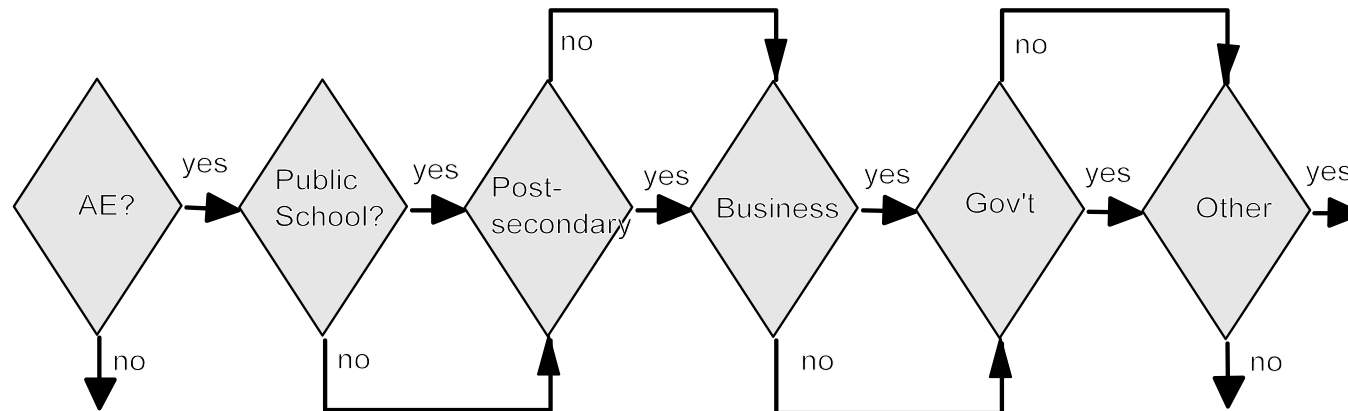 no
no
yes
yes
yes
yes
yes
yes
AE?
Public
School?
Post-
secondary
Business
Gov't
Other
no
no
no
no